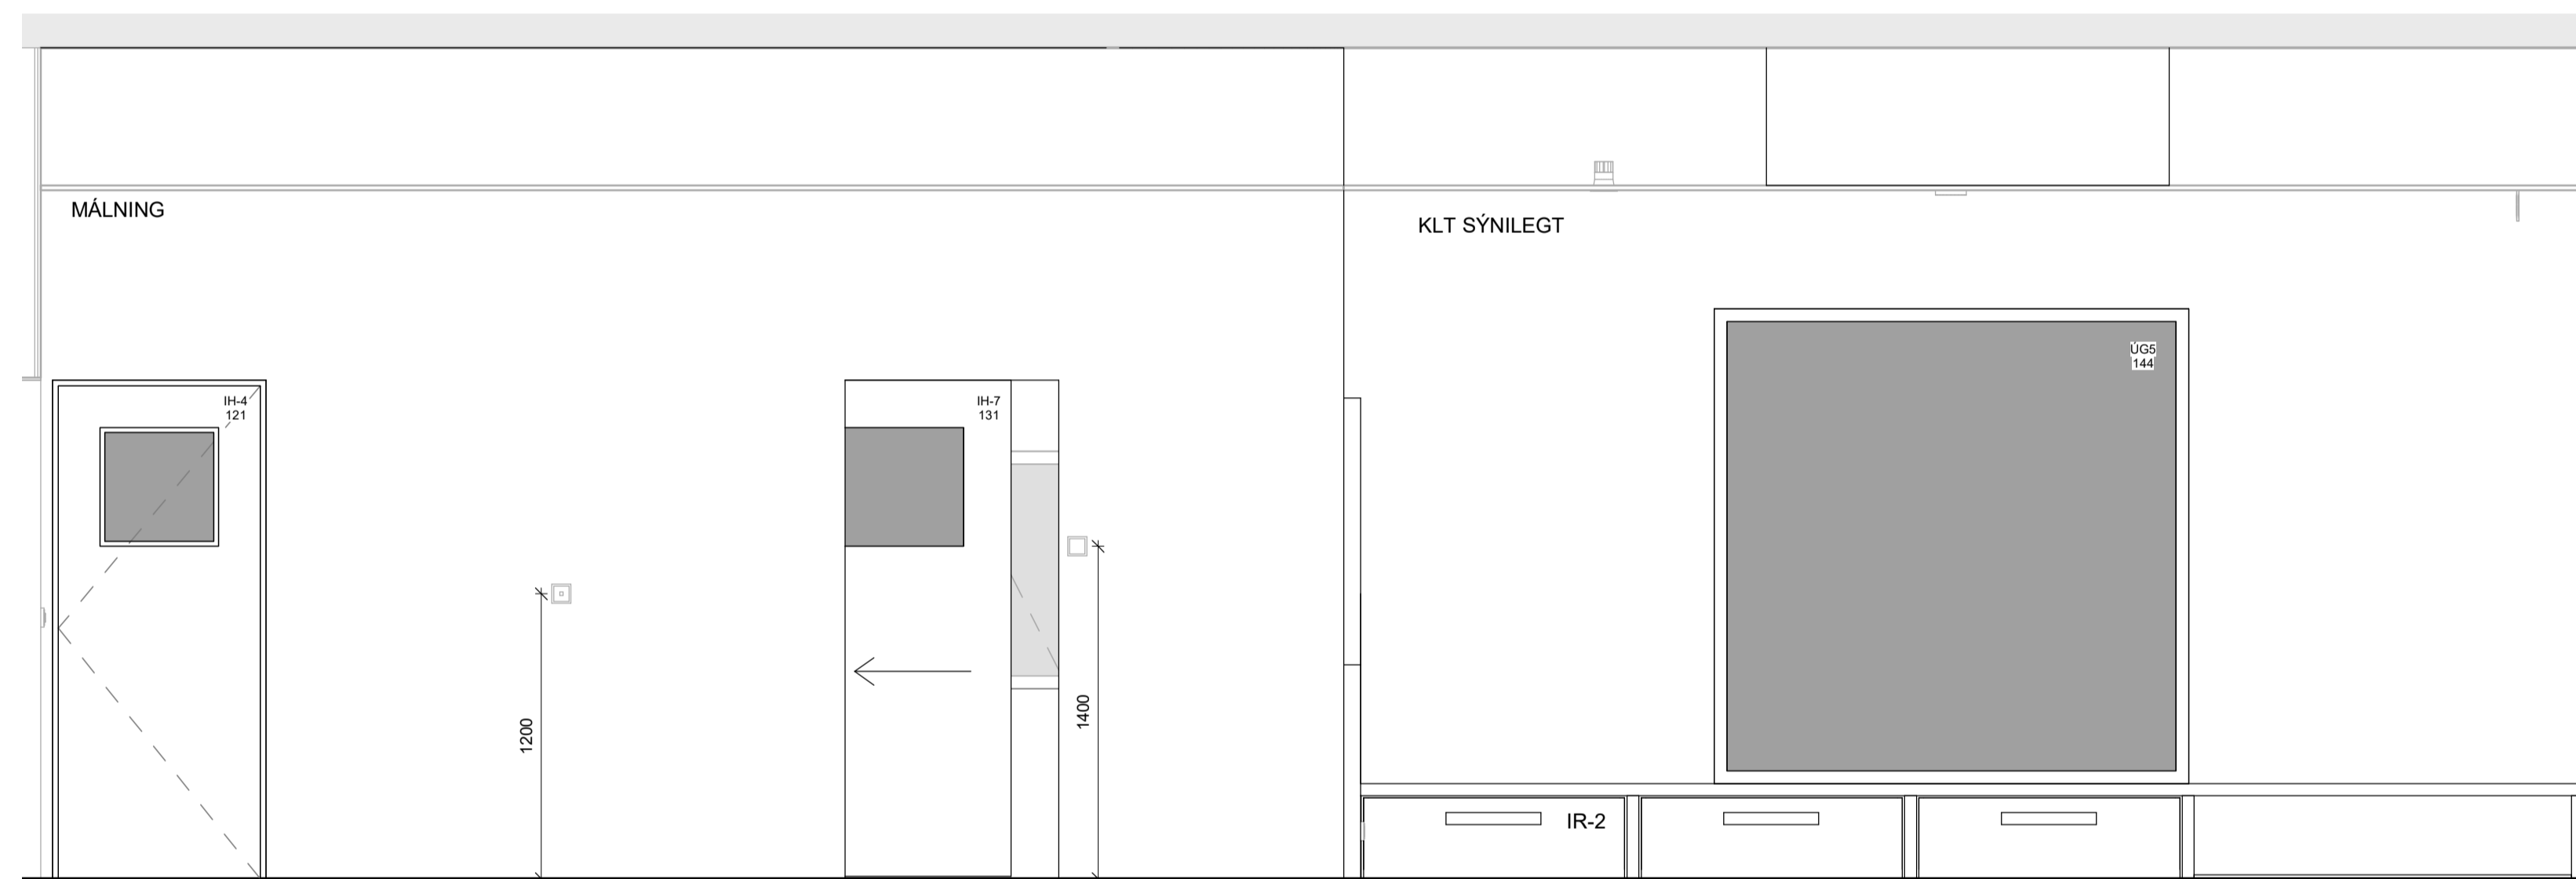 MÁLNING
KLT SÝNILEGT
ÚG5
144
IH-4
121
IH-7
131
1200
1400
IR-2